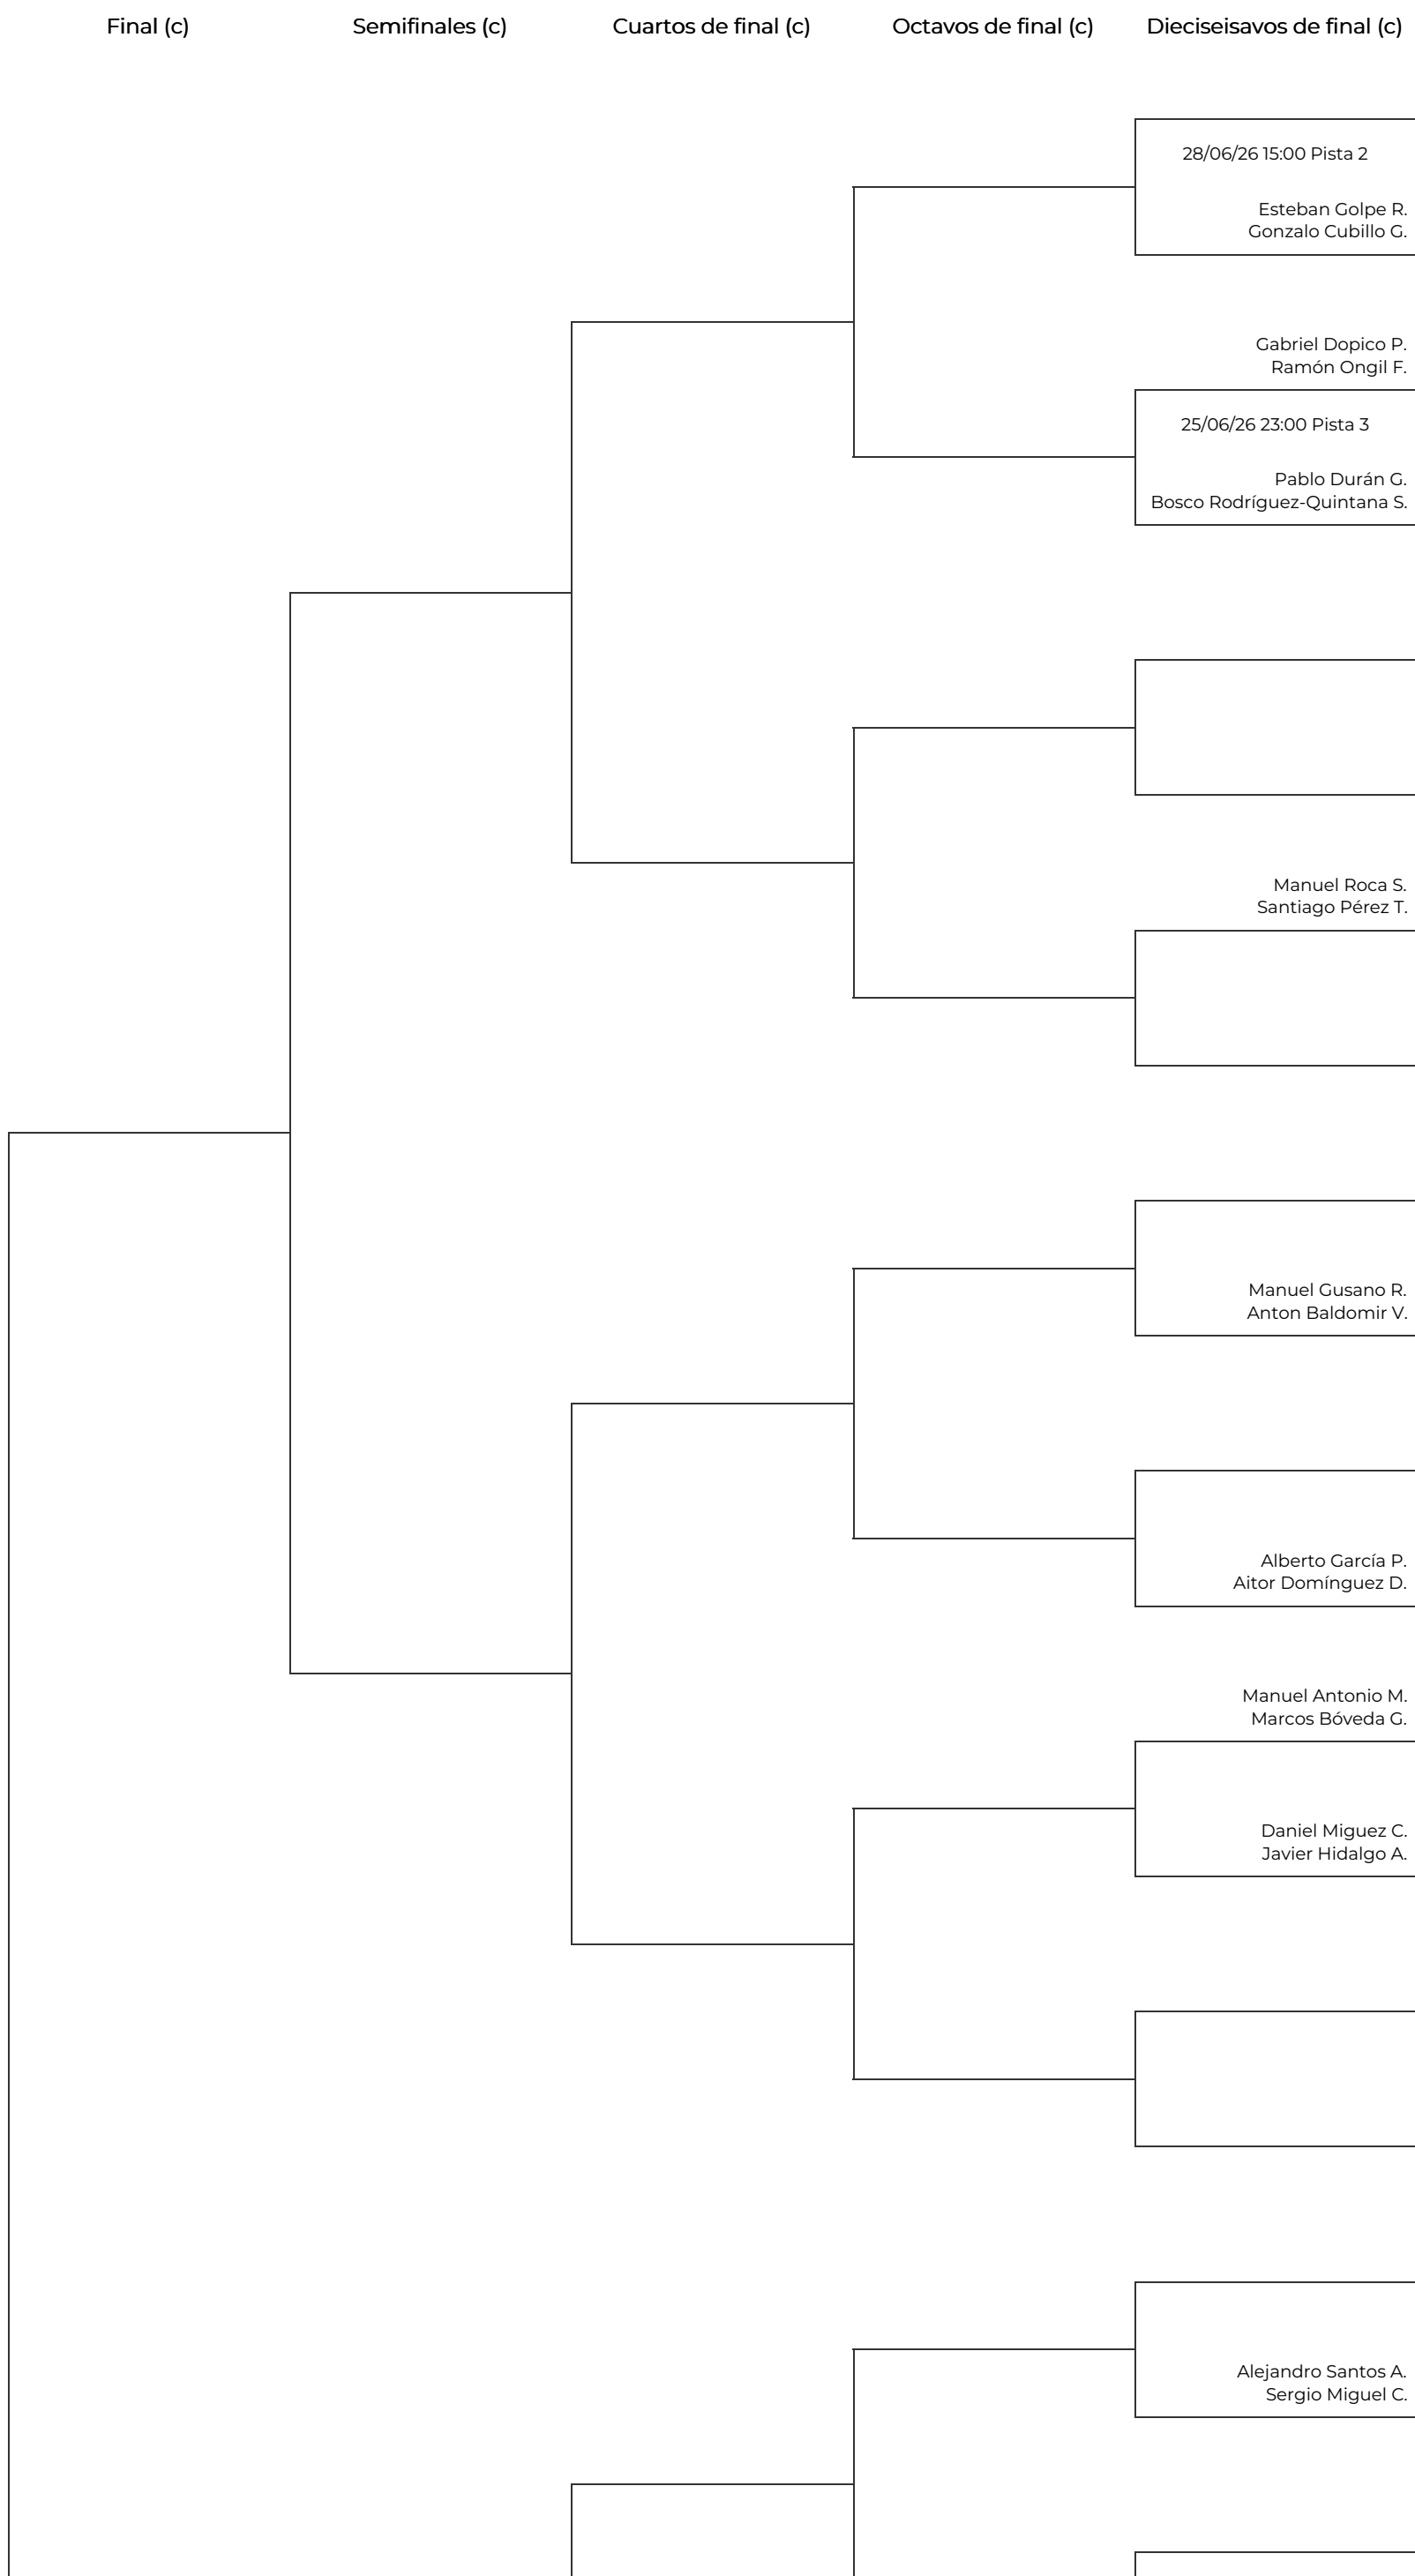 Final (c)
Semifinales (c)
Cuartos de final (c)
Octavos de final (c)
Dieciseisavos de final (c)
28/06/26 15:00 Pista 2
Esteban Golpe R.
Gonzalo Cubillo G.
Gabriel Dopico P.
Ramón Ongil F.
25/06/26 23:00 Pista 3
Pablo Durán G.
Bosco Rodríguez-Quintana S.
Manuel Roca S.
Santiago Pérez T.
Manuel Gusano R.
Anton Baldomir V.
Alberto García P.
Aitor Domínguez D.
Manuel Antonio M.
Marcos Bóveda G.
Daniel Miguez C.
Javier Hidalgo A.
Alejandro Santos A.
Sergio Miguel C.